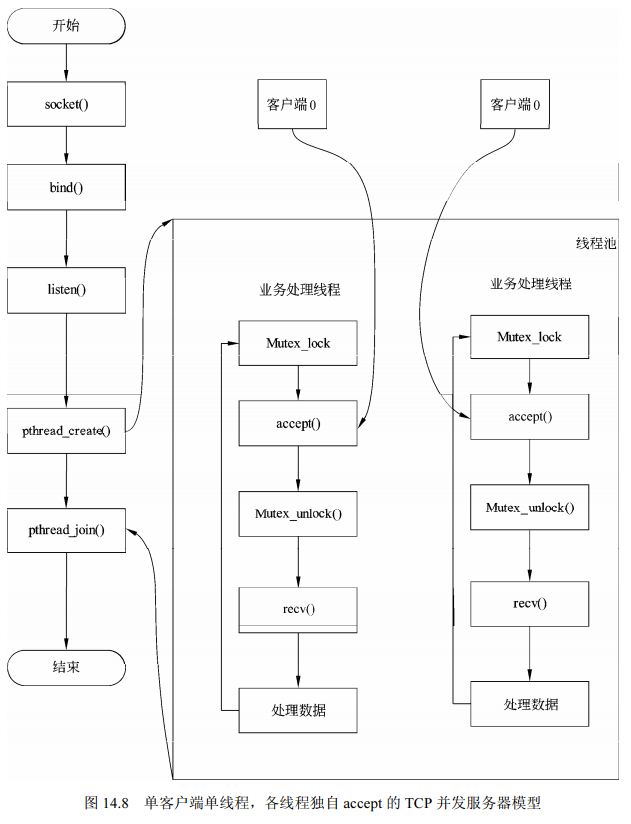 开始
socket()
bind()
listen()
pthread_create()
pthread_join()
结束
客户端 0
客户端 0
线程池
业务处理线程
Mutex_lock
accept()
Mutex_unlock()
recv()
处理数据
业务处理线程
Mutex_lock
accept()
Mutex_unlock()
recv()
处理数据
图 14.8 单客户端单线程，各线程独自 accept 的 TCP 并发服务器模型